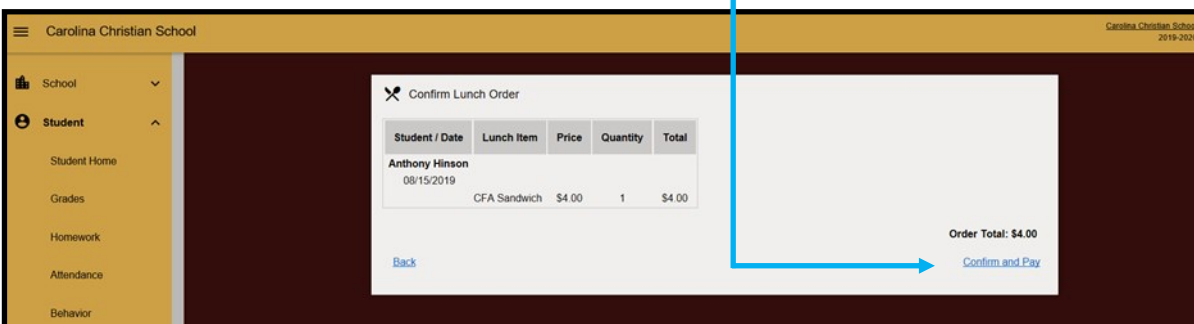 Carolina Christian School
Carolina Christian Schoo
2019-2020
School
Student
Student Home
Grades
Homework
Attendance
Behavior
Confirm Lunch Order
Student / Date Lunch Item Price Quantity Total
Anthony Hinson
08/15/2019
CFA Sandwich $4.00 1 $4.00
Order Total: $4.00
Back Confirm and Pay